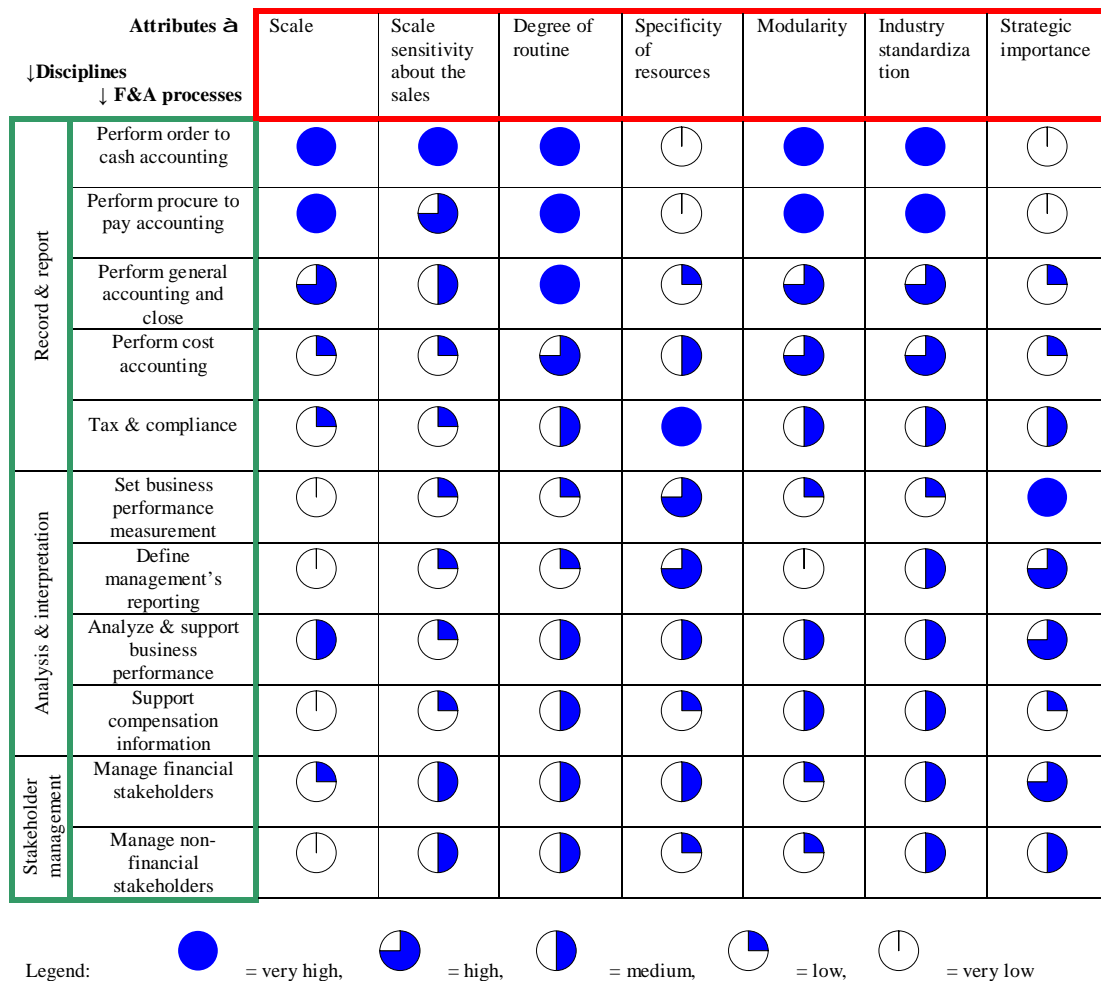 Attributes à
↓Disciplines
↓ F&A processes
Scale
Scale
sensitivity
about the
sales
Degree of
routine
Specificity
of
resources
Modularity
Industry
standardiza
tion
Strategic
importance
Record & report
Perform order to
cash accounting
Perform procure to
pay accounting
Perform general
accounting and
close
Perform cost
accounting
Tax & compliance
Analysis & interpretation
Set business
performance
measurement
Define
management’s
reporting
Analyze & support
business
performance
Support
compensation
information
Stakeholder
management
Manage financial
stakeholders
Manage non-
financial
stakeholders
Legend: = very high, = high, = medium, = low, = very low